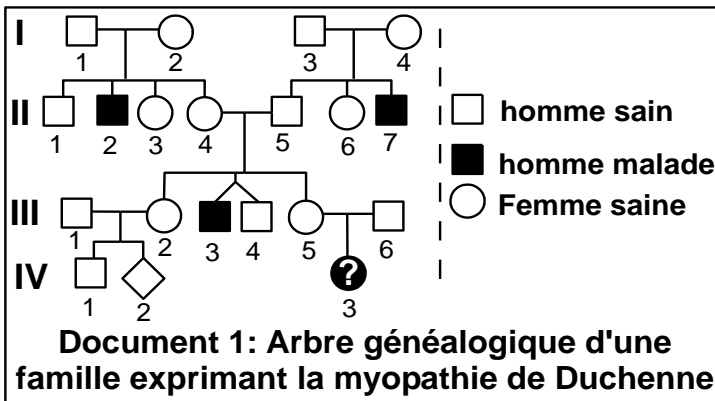 I
1 2 3 4
II
1 2 3 4 5 6 7
homme sain
homme malade
Femme saine
III
1 2 3 4 5 6
IV
1 2 ? 3
Document 1: Arbre généalogique d'une
famille exprimant la myopathie de Duchenne